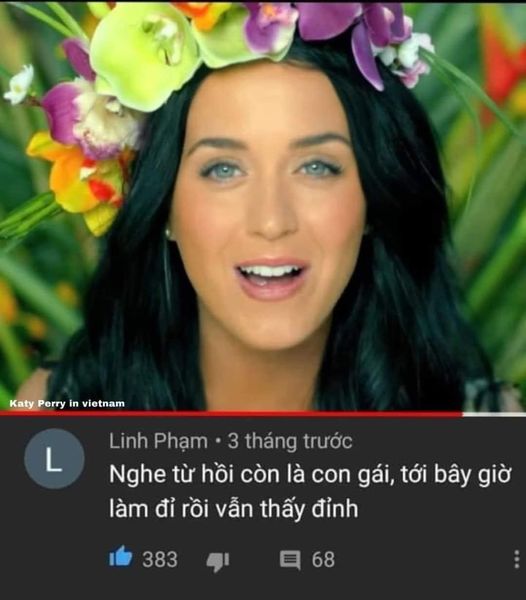 Katy Perry in vietnam
L
Linh Phạm • 3 tháng trước
Nghe từ hồi còn là con gái, tới bây giờ
làm đỉ rồi vẫn thấy đỉnh
383
68